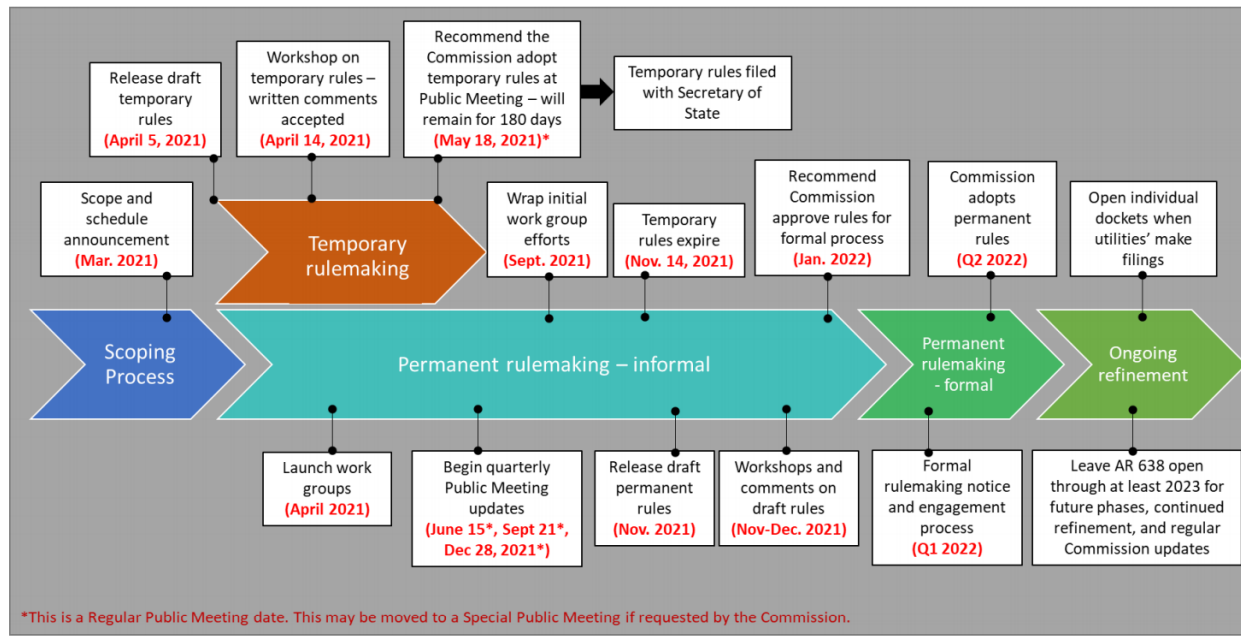 Release draft
temporary
rules
(April 5, 2021)
Workshop on
temporary rules –
written comments
accepted
(April 14, 2021)
Recommend the
Commission adopt
temporary rules at
Public Meeting – will
remain for 180 days
(May 18, 2021)*
Temporary rules filed
with Secretary of
State
Scope and
schedule
announcement
(Mar. 2021)
Temporary
rulemaking
Wrap initial
work group
efforts
(Sept. 2021)
Temporary
rules expire
(Nov. 14, 2021)
Recommend
Commission
approve rules for
formal process
(Jan. 2022)
Commission
adopts
permanent
rules
(Q2 2022)
Open individual
dockets when
utilities’ make
filings
Scoping
Process
Permanent rulemaking – informal
Permanent
rulemaking
- formal
Ongoing
refinement
Launch work
groups
(April 2021)
Begin quarterly
Public Meeting
updates
(June 15*, Sept 21*,
Dec 28, 2021*)
Release draft
permanent
rules
(Nov. 2021)
Workshops and
comments on
draft rules
(Nov-Dec. 2021)
Formal
rulemaking notice
and engagement
process
(Q1 2022)
Leave AR 638 open
through at least 2023 for
future phases, continued
refinement, and regular
Commission updates
*This is a Regular Public Meeting date. This may be moved to a Special Public Meeting if requested by the Commission.